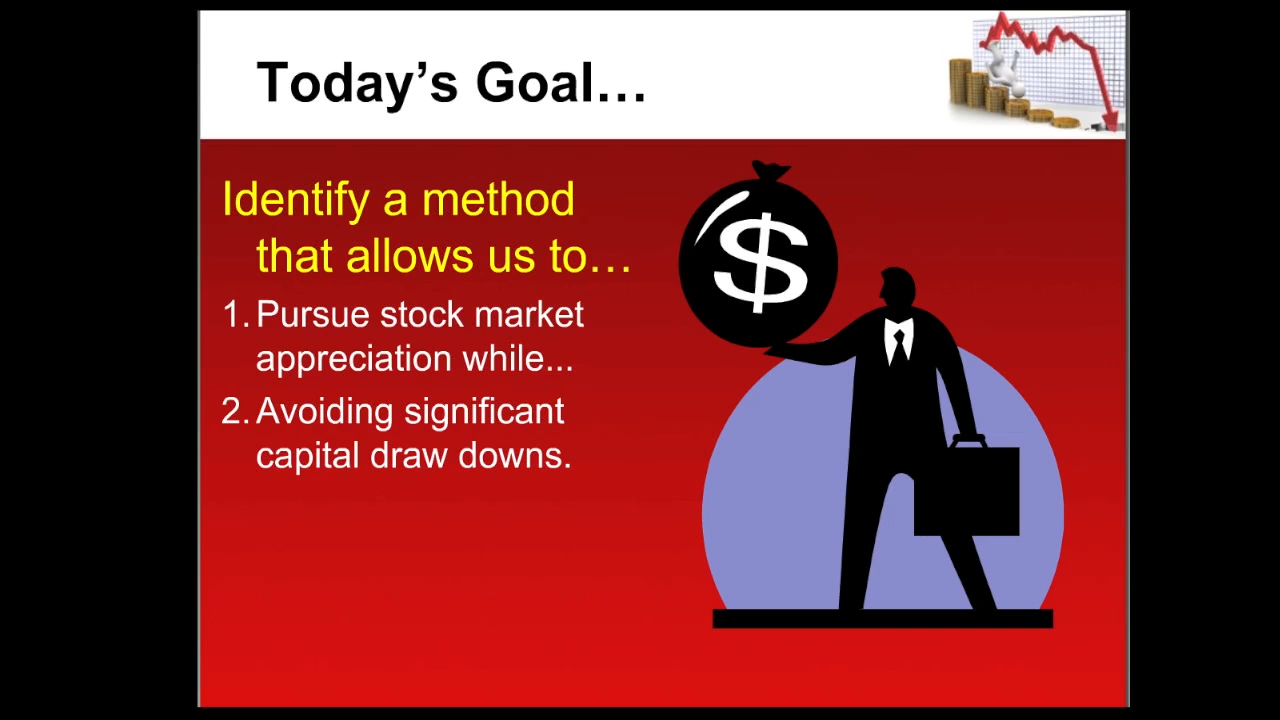 Today’s Goal…
Identify a method
that allows us to…
1. Pursue stock market
appreciation while...
2. Avoiding significant
capital draw downs.
$